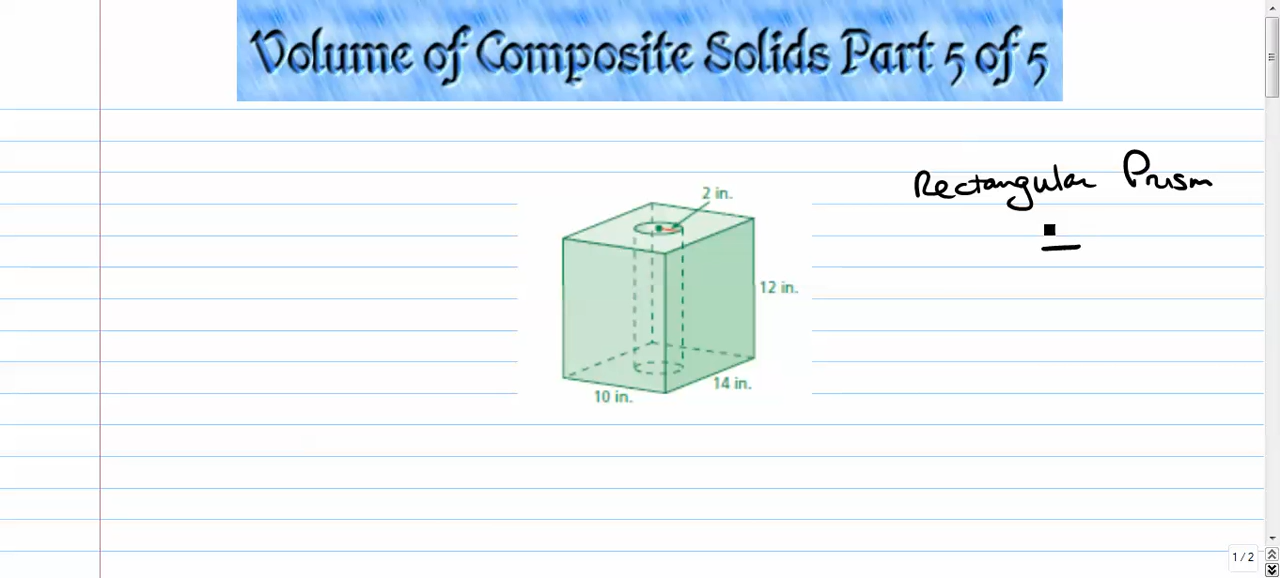 Volume of Composite Solids Part 5 of 5
Rectangular Prism
2 in.
12 in.
14 in.
10 in.
1 / 2